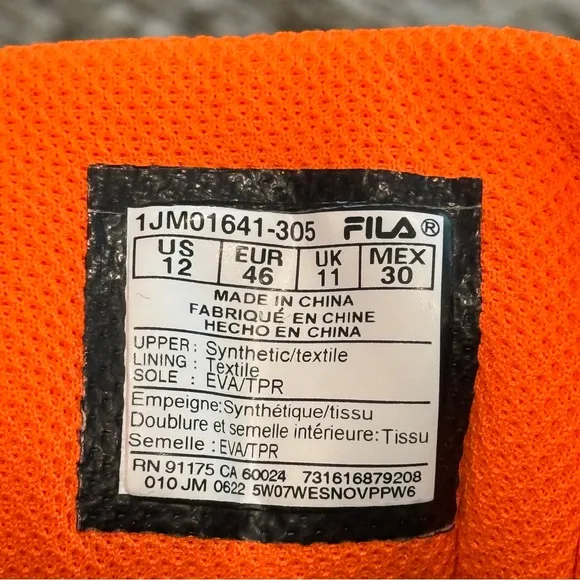 1JM01641-305 FILA®
US EUR UK MEX
12 46 11 30
MADE IN CHINA
FABRIQUÉ EN CHINE
HECHO EN CHINA
UPPER : Synthetic/textile
LINING : Textile
SOLE : EVA/TPR
Empeigne:Synthétique/tissu
Doublure et semelle intérieure:Tissu
Semelle :EVA/TPR
RN 91175 CA 60024 731616879208
010 JM 0622 5W07WESNOVPPW6